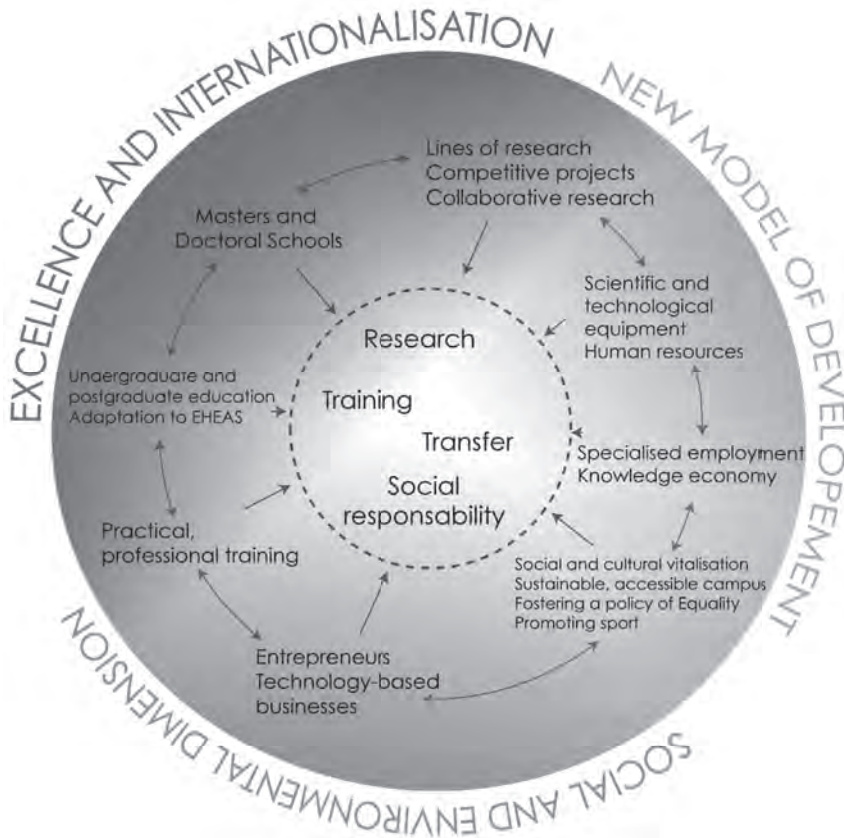 EXCELLENCE AND INTERNATIONALISATION
NEW MODEL OF DEVELOPEMENT
Lines of research
Competitive projects
Collaborative research
Masters and
Doctoral Schools
Scientific and
technological
equipment
Human resources
Research
Unaergraduate and
postgraduate education
Adaptation to EHEAS
Training
Transfer
Specialised employment
Knowledge economy
Social
responsability
Practical,
professional training
Social and cultural vitalisation
Sustainable, accessible campus
Fostering a policy of Equality
Promoting sport
Entrepreneurs
Technology-based
businesses
SOCIAL AND ENVIRONMENTAL DIMENSION